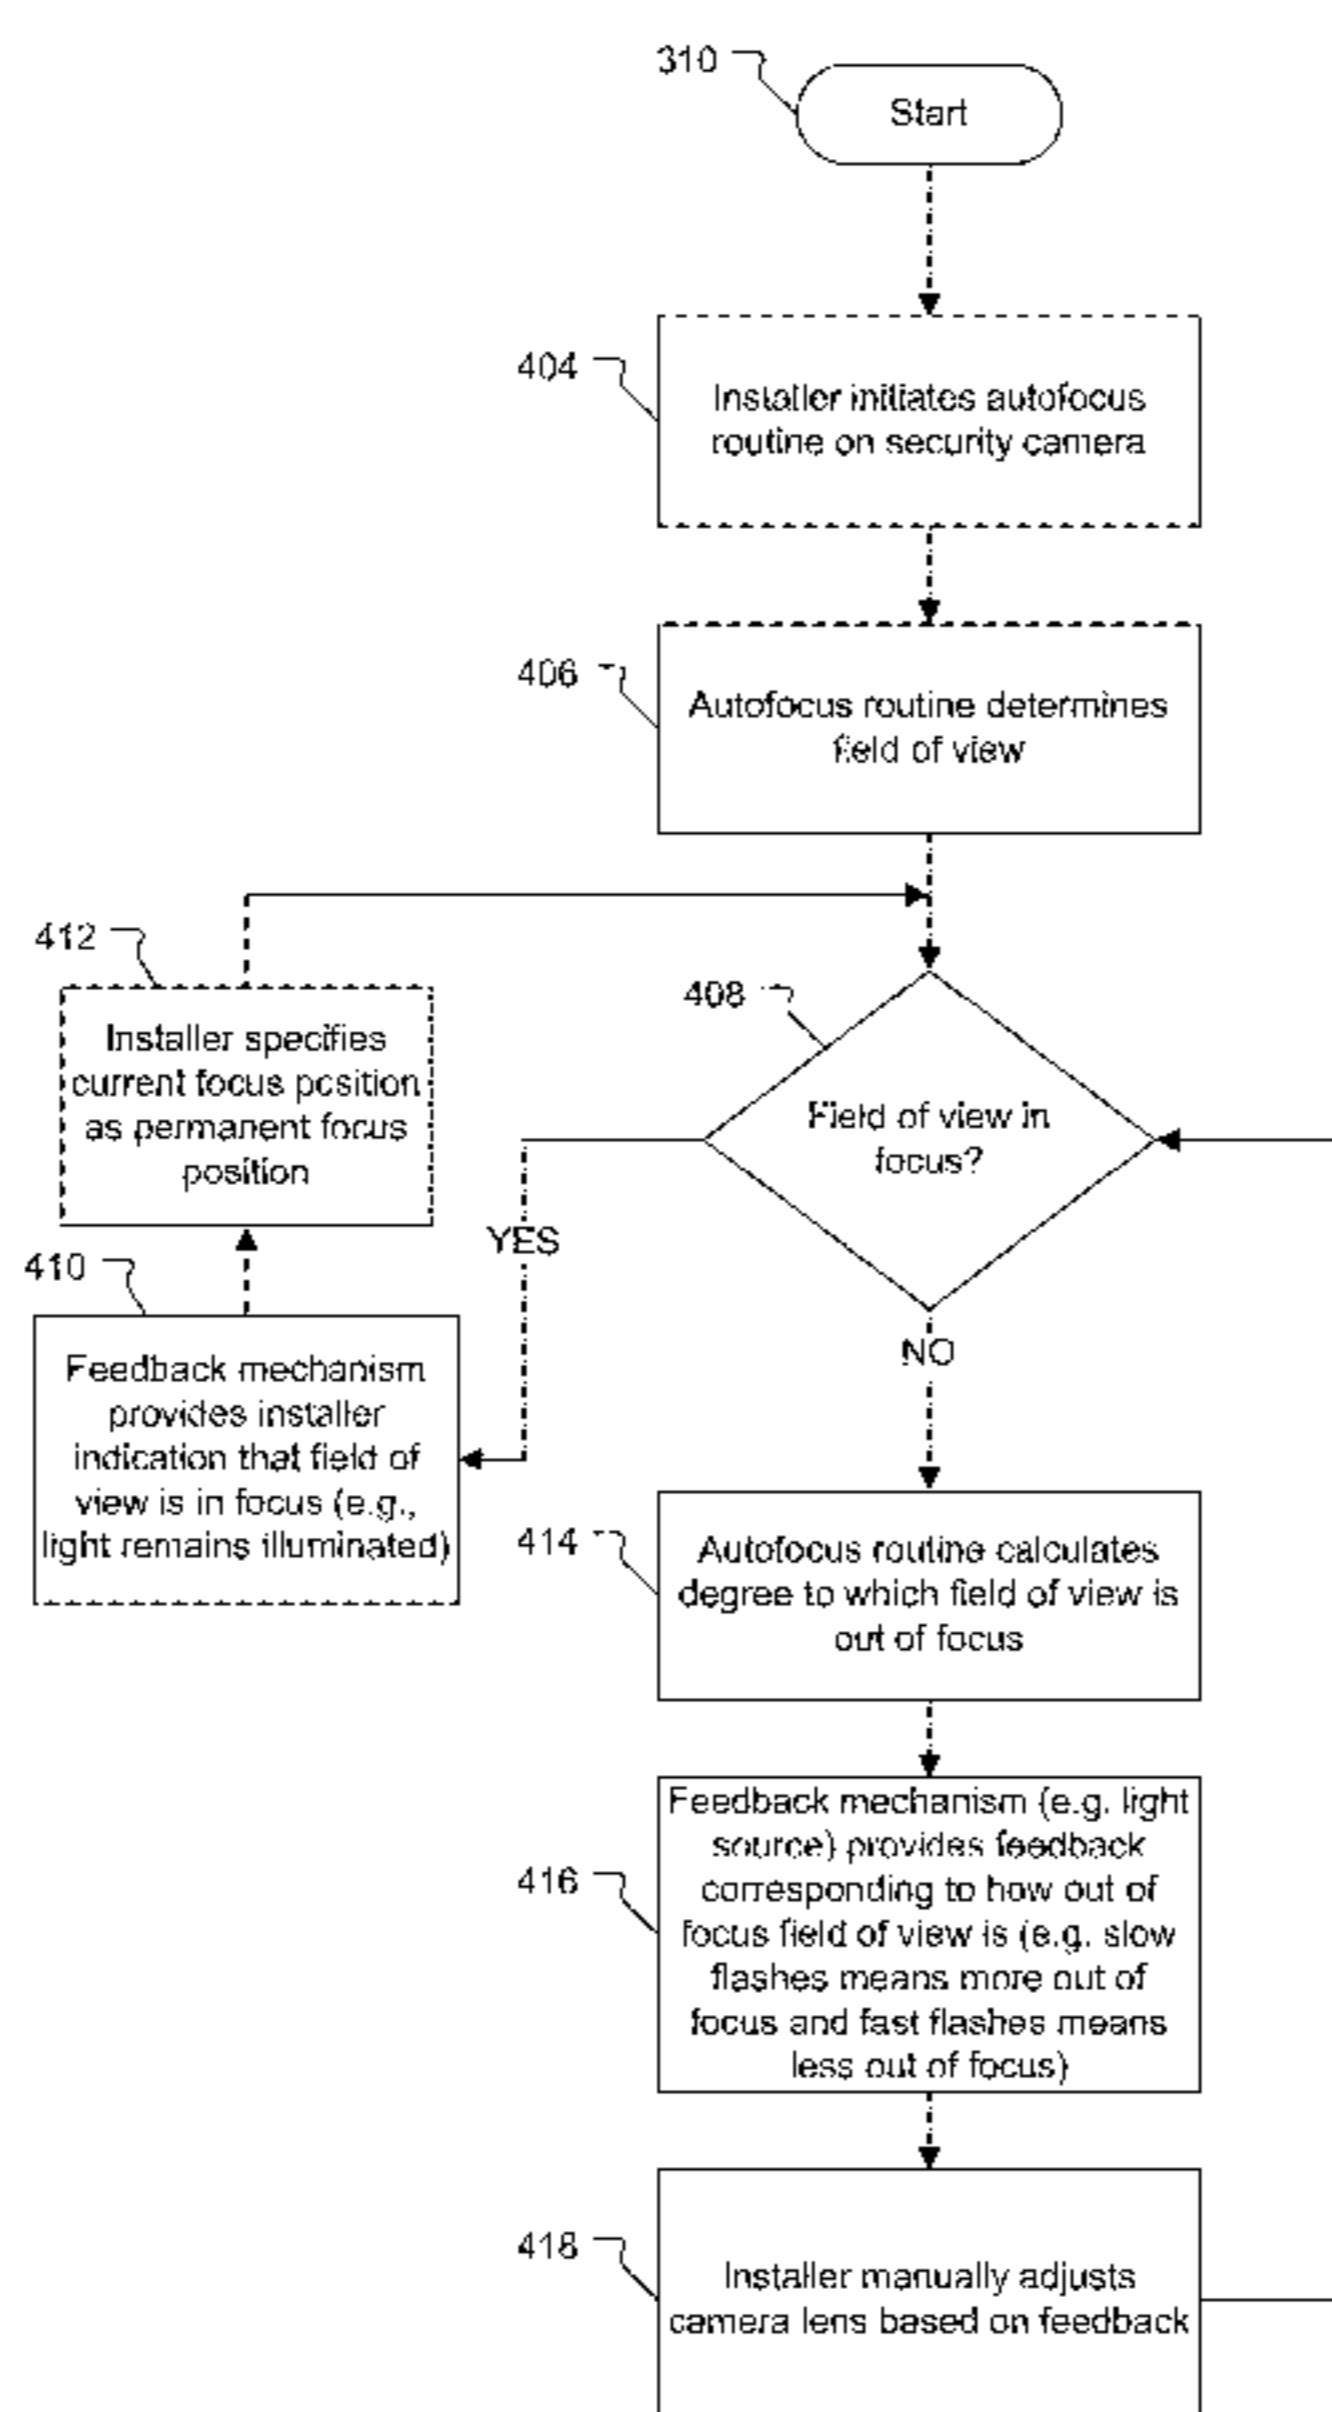 310
Start
404
Installer initiates autofocus
routine on security camera
406
Autofocus routine determines
field of view
412
Installer specifies
current focus position
as permanent focus
position
408
Field of view in
focus?
YES
NO
410
Feedback mechanism
provides installer
indication that field of
view is in focus (e.g.,
light remains illuminated)
414
Autofocus routine calculates
degree to which field of view is
out of focus
416
Feedback mechanism (e.g. light
source) provides feedback
corresponding to how out of
focus field of view is (e.g. slow
flashes means more out of
focus and fast flashes means
less out of focus)
418
Installer manually adjusts
camera lens based on feedback